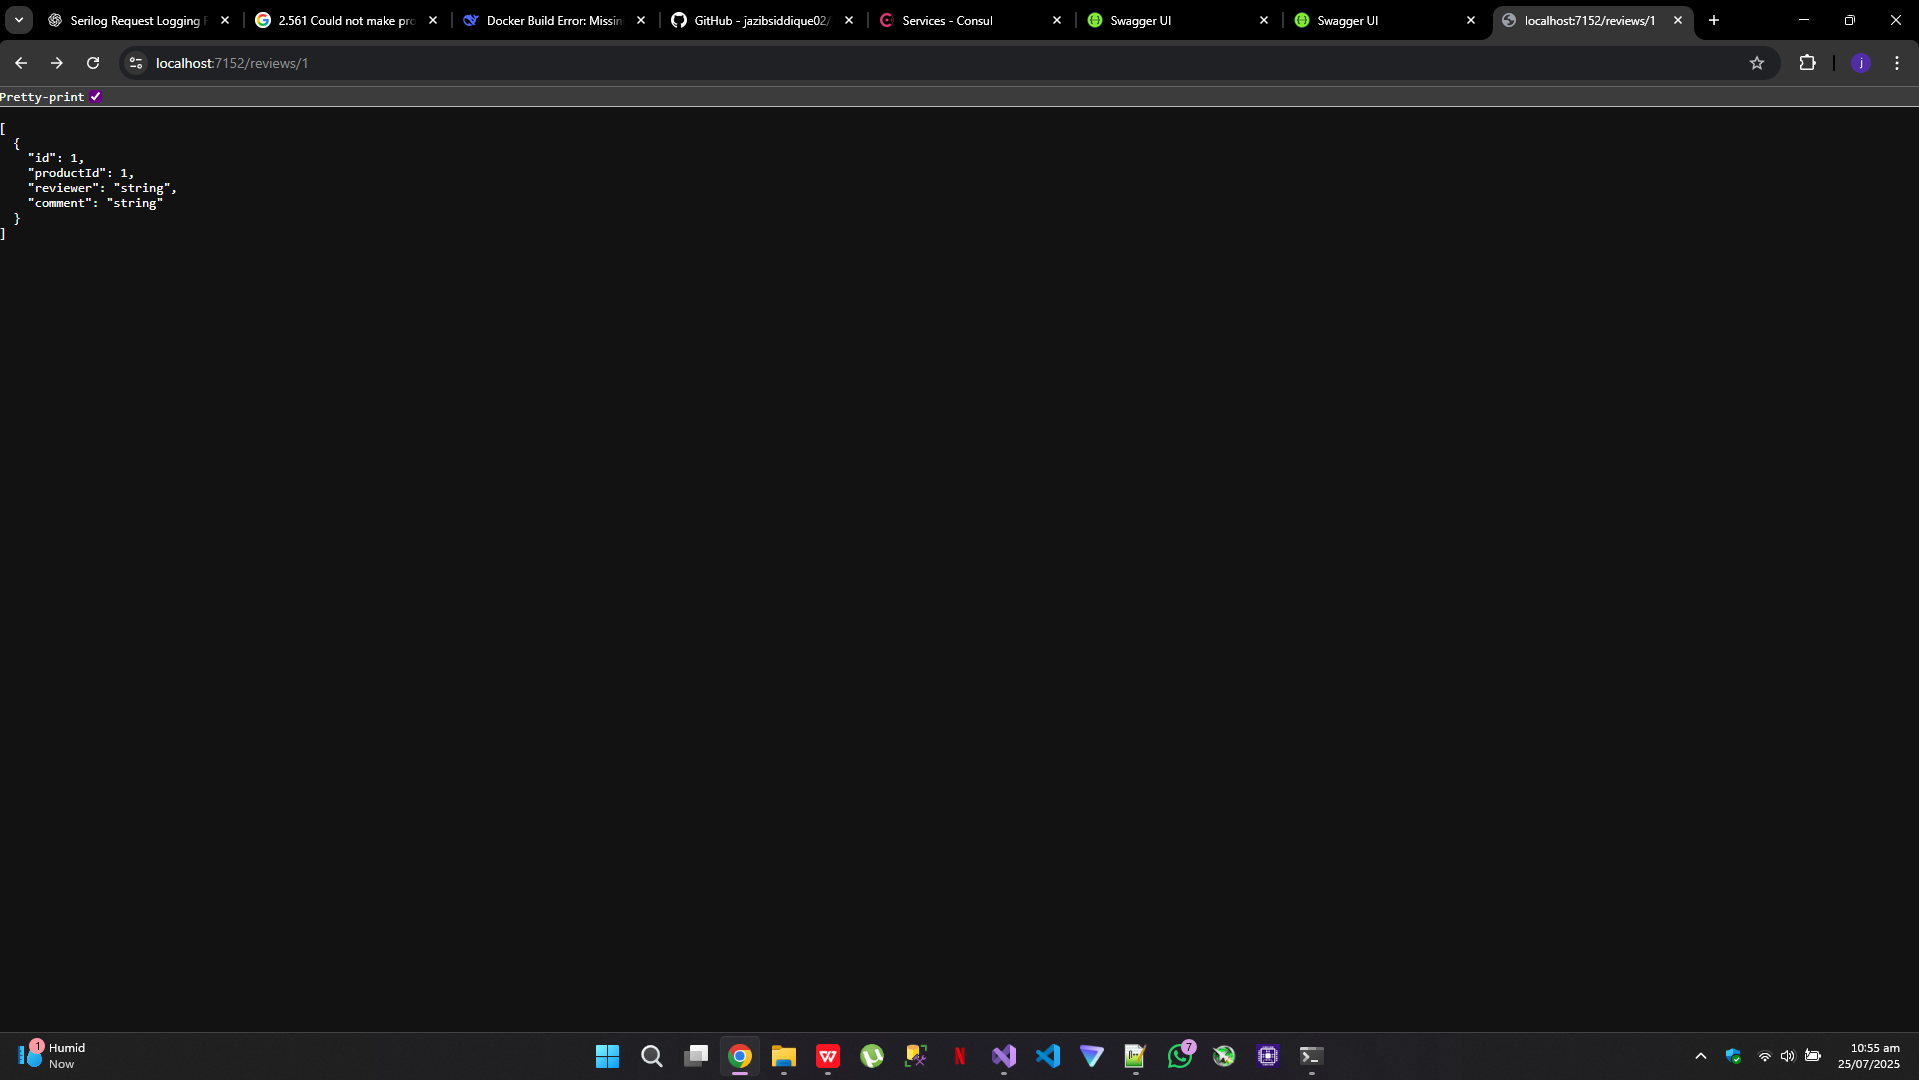 Serilog Request Logging
2.561 Could not make pro
Docker Build Error: Missin
GitHub - jazibsiddique02/
Services - Consul
Swagger UI
Swagger UI
localhost:7152/reviews/1
localhost:7152/reviews/1
j
Pretty-print
[
  {
    "id": 1,
    "productId": 1,
    "reviewer": "string",
    "comment": "string"
  }
]
1
Humid
Now
W
N
7
10:55 am
25/07/2025